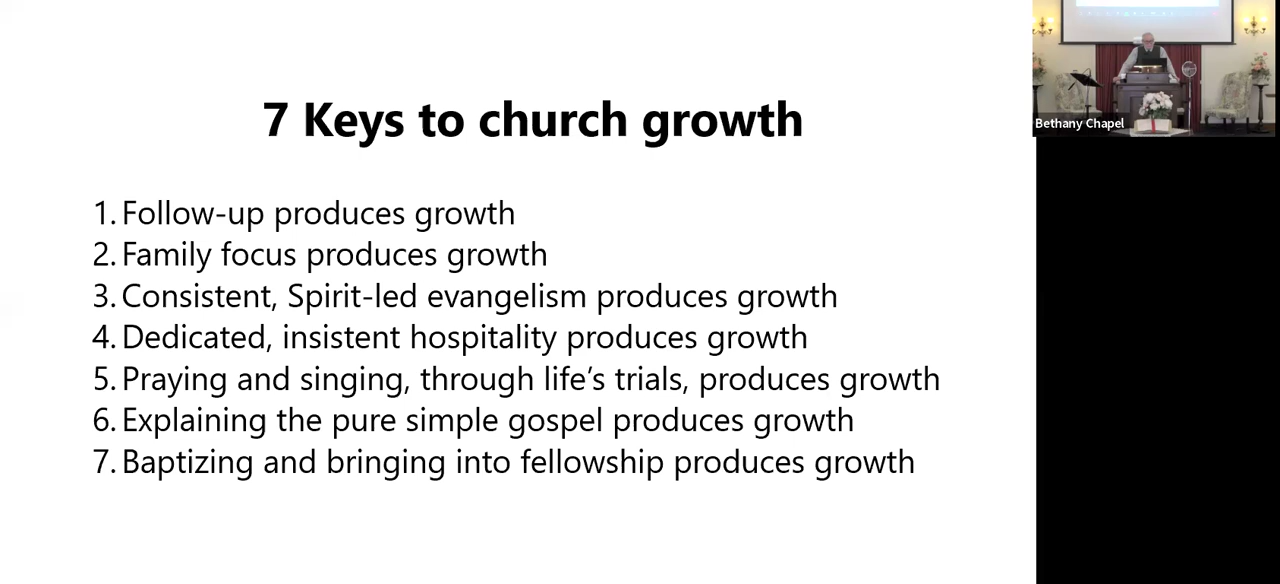 7 Keys to church growth
1. Follow-up produces growth
2. Family focus produces growth
3. Consistent, Spirit-led evangelism produces growth
4. Dedicated, insistent hospitality produces growth
5. Praying and singing, through life’s trials, produces growth
6. Explaining the pure simple gospel produces growth
7. Baptizing and bringing into fellowship produces growth
Bethany Chapel